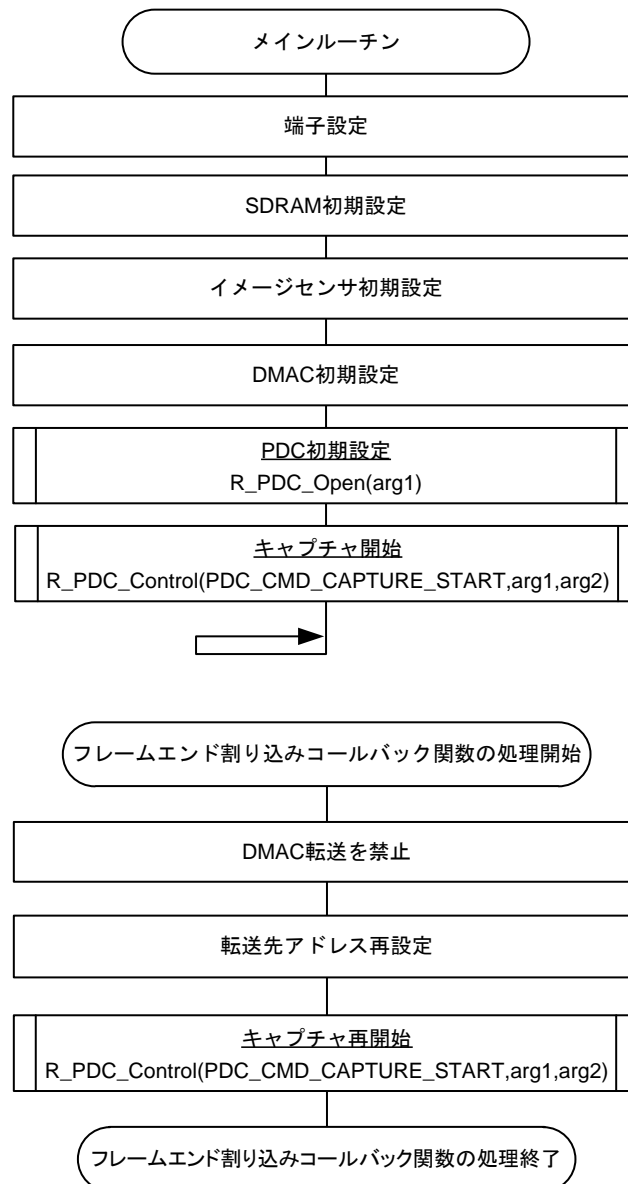 メインルーチン
端子設定
SDRAM初期設定
イメージセンサ初期設定
DMAC初期設定
PDC初期設定
R_PDC_Open(arg1)
キャプチャ開始
R_PDC_Control(PDC_CMD_CAPTURE_START,arg1,arg2)
フレームエンド割り込みコールバック関数の処理開始
DMAC転送を禁止
転送先アドレス再設定
キャプチャ再開始
R_PDC_Control(PDC_CMD_CAPTURE_START,arg1,arg2)
フレームエンド割り込みコールバック関数の処理終了